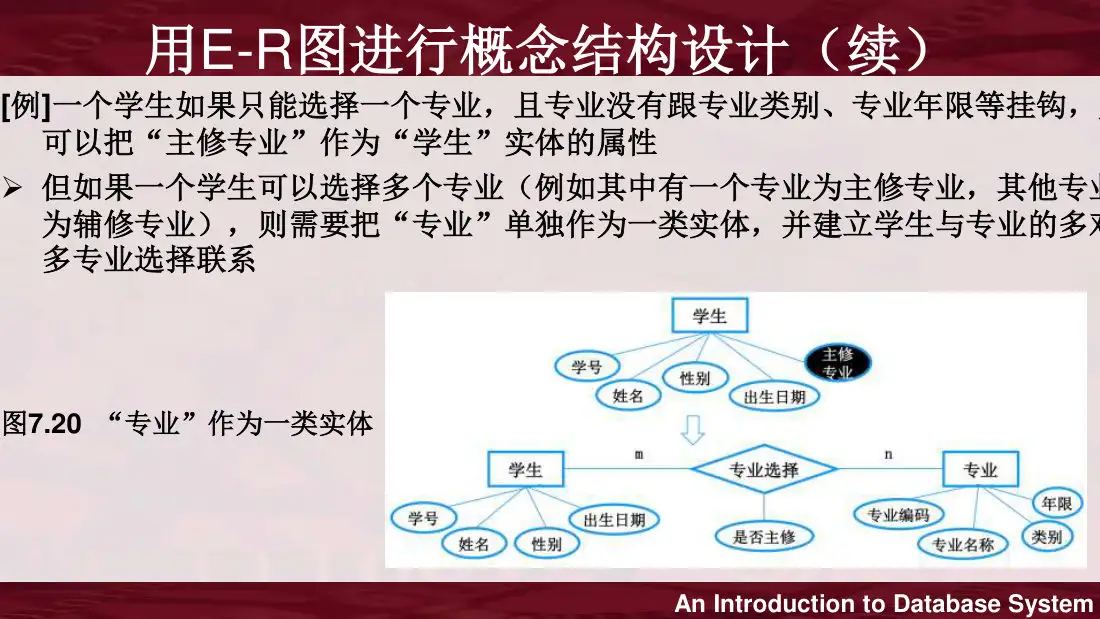 用E-R图进行概念结构设计（续）
[例]一个学生如果只能选择一个专业，且专业没有跟专业类别、专业年限等挂钩，
可以把“主修专业”作为“学生”实体的属性
➢ 但如果一个学生可以选择多个专业（例如其中有一个专业为主修专业，其他专业
为辅修专业），则需要把“专业”单独作为一类实体，并建立学生与专业的多对
多专业选择联系
学生
学号
姓名
性别
出生日期
主修
专业
图7.20 “专业”作为一类实体
学生
m
专业选择
n
专业
学号
姓名
性别
出生日期
是否主修
专业编码
专业名称
类别
年限
An Introduction to Database System